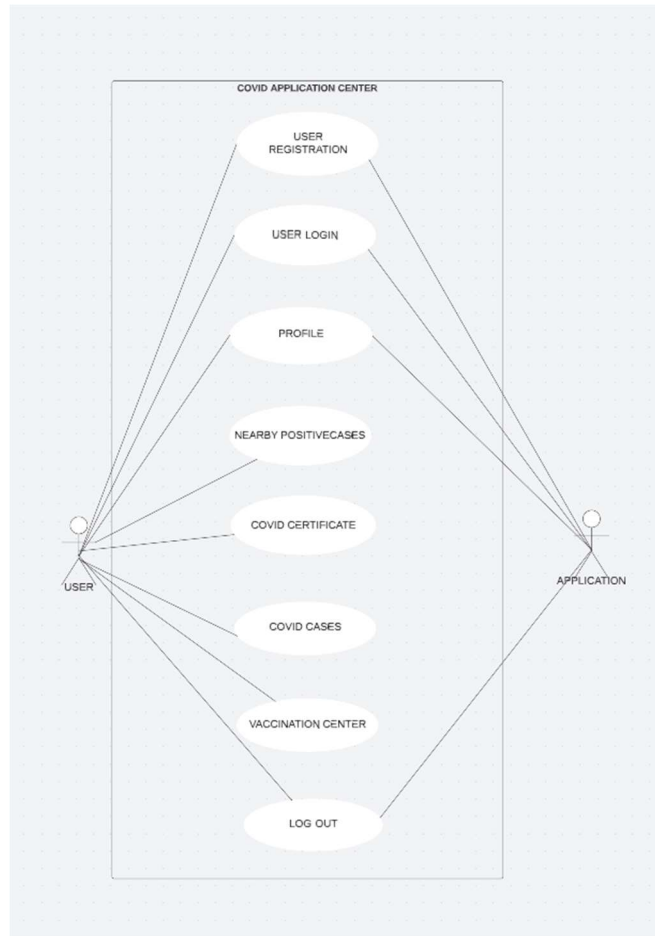 COVID APPLICATION CENTER
USER
REGISTRATION
USER LOGIN
PROFILE
NEARBY POSITIVECASES
COVID CERTIFICATE
USER
APPLICATION
COVID CASES
VACCINATION CENTER
LOG OUT